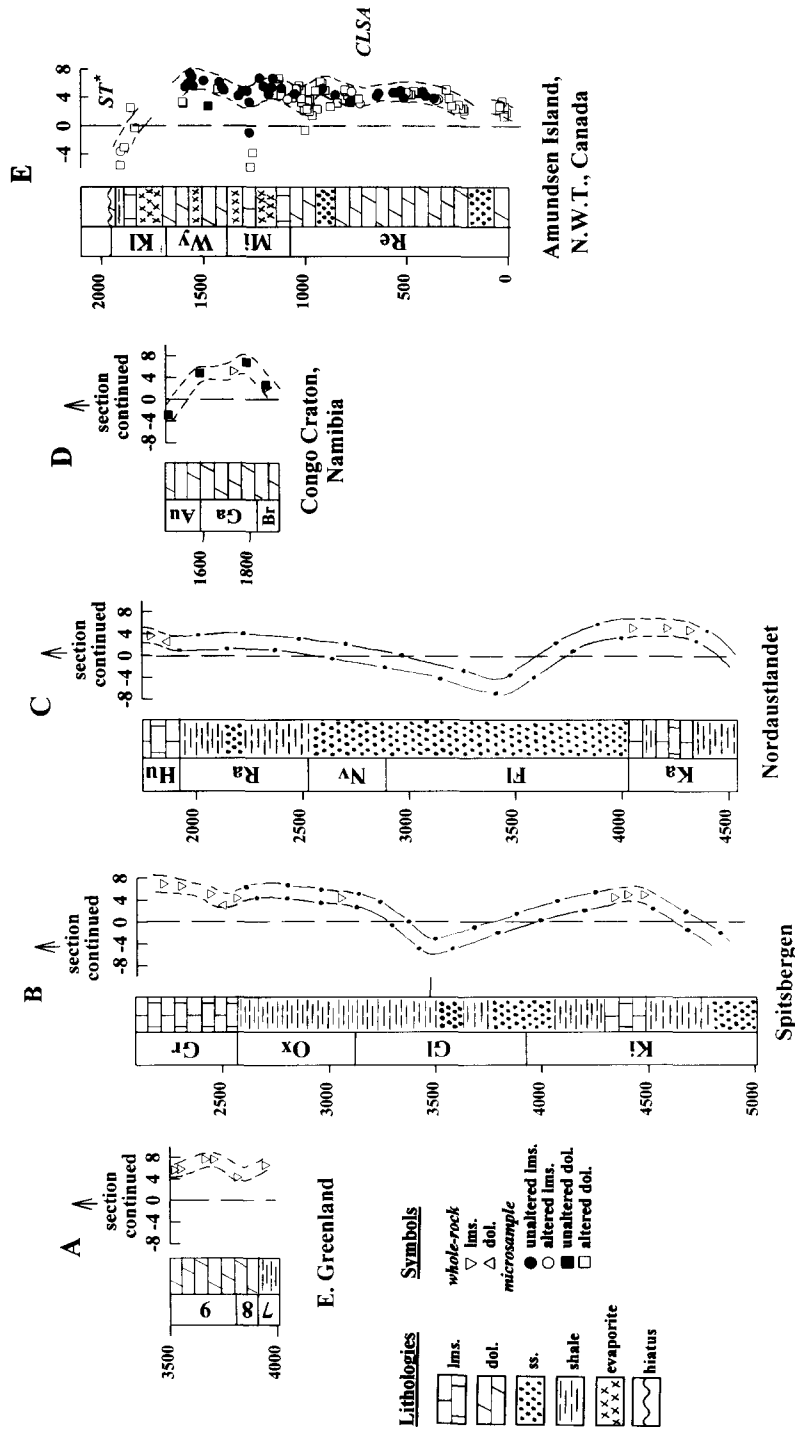 A
section
continued
-8 -4 0 4 8
3500
4000
9
8
7
E. Greenland
B
section
continued
-8 -4 0 4 8
2500
3000
3500
4000
4500
5000
Gr
Ox
Gl
Ki
Spitsbergen
C
section
continued
-8 -4 0 4 8
2000
2500
3000
3500
4000
4500
Hu
Ra
Nv
Fl
Ka
Nordaustlandet
D
section
continued
-8 -4 0 4 8
1600
1800
Au
Ga
Br
Congo Craton,
Namibia
E
-4 0 4 8
ST*
CLSA
2000
1500
1000
500
0
Kl
Wy
Mi
Re
Amundsen Island,
N.W.T., Canada
Lithologies
lms.
dol.
ss.
shale
evaporite
hiatus
Symbols
whole-rock
lms.
dol.
microsample
unaltered lms.
altered lms.
unaltered dol.
altered dol.